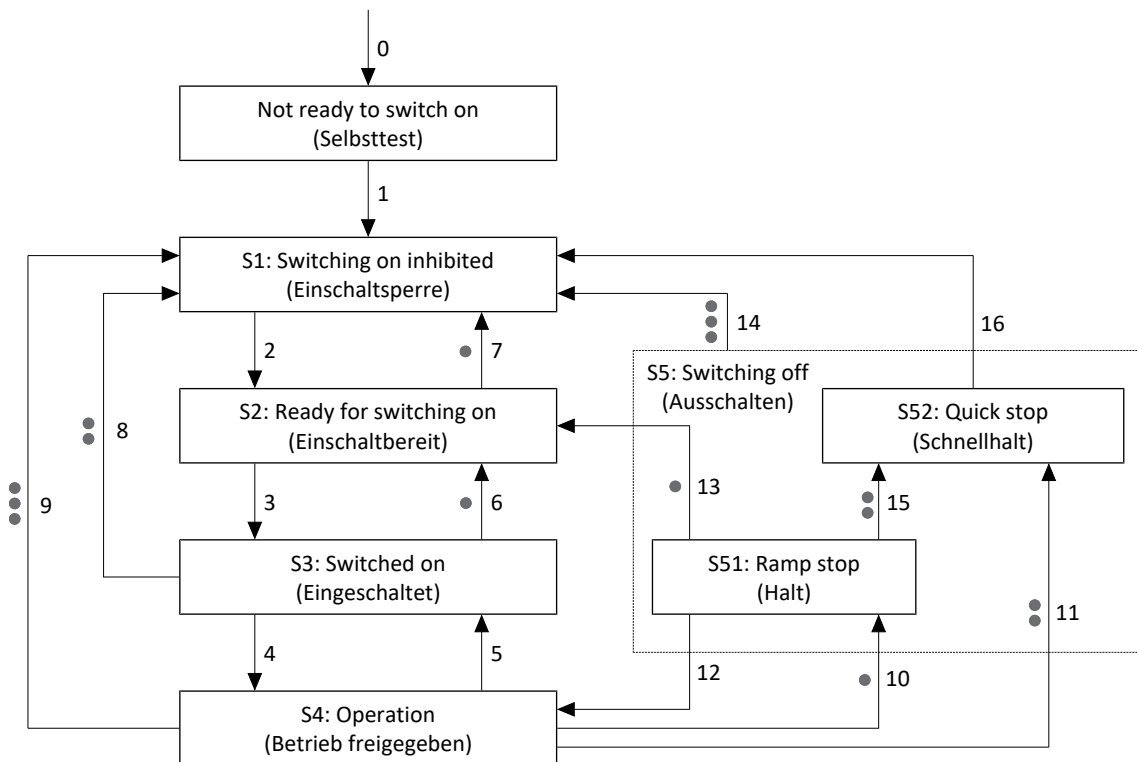 0
Not ready to switch on
(Selbsttest)
1
S1: Switching on inhibited
(Einschaltsperre)
2
7
14
16
S5: Switching off
(Ausschalten)
S2: Ready for switching on
(Einschaltbereit)
S52: Quick stop
(Schnellhalt)
8
9
3
6
13
15
S3: Switched on
(Eingeschaltet)
S51: Ramp stop
(Halt)
11
4
5
12
10
S4: Operation
(Betrieb freigegeben)